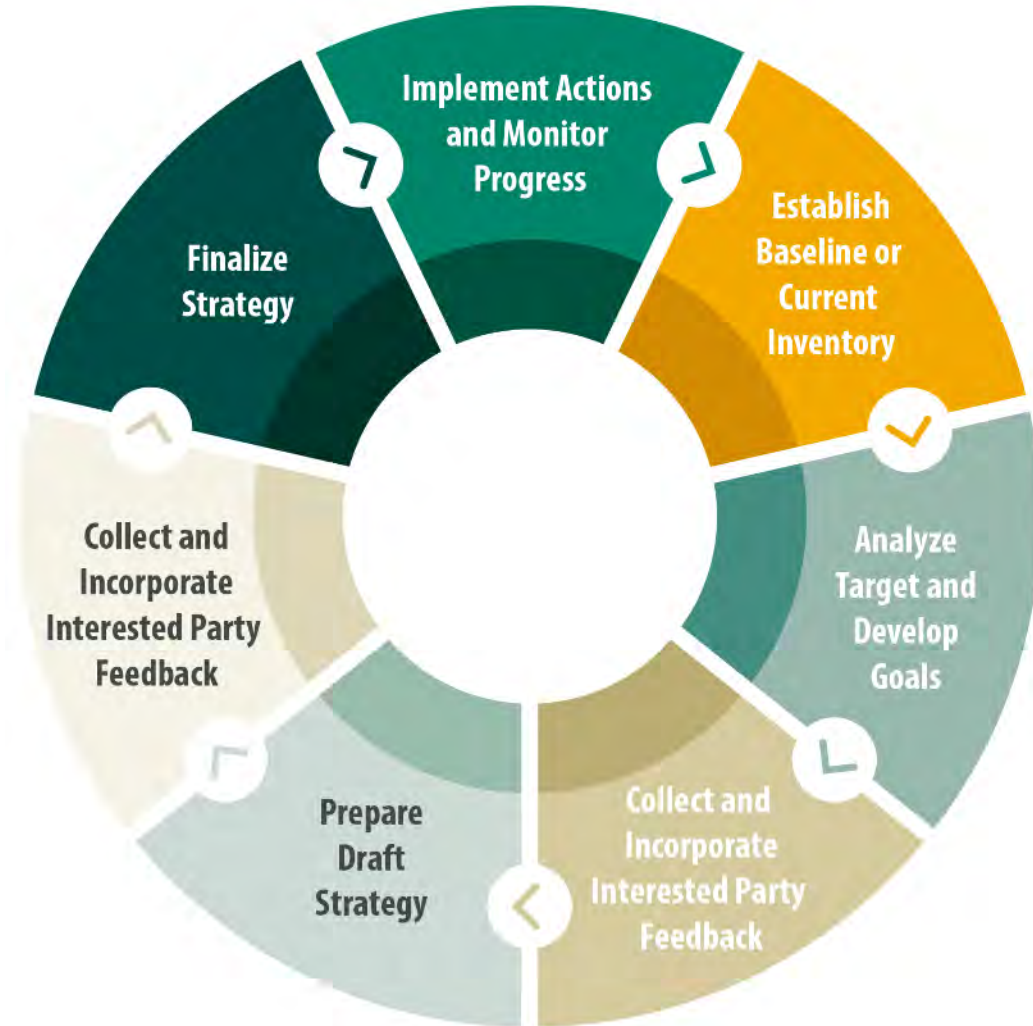 Implement Actions
and Monitor
Progress
Establish
Baseline or
Current
Inventory
Analyze
Target and
Develop
Goals
Collect and
Incorporate
Interested Party
Feedback
Prepare
Draft
Strategy
Collect and
Incorporate
Interested Party
Feedback
Finalize
Strategy